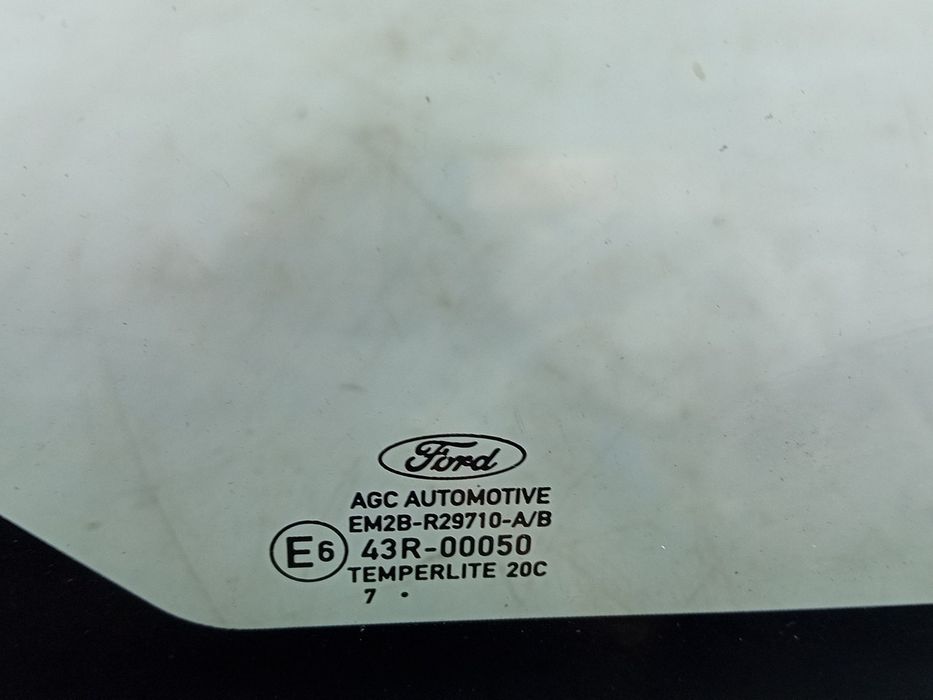 Ford
AGC AUTOMOTIVE
EM2B-R29710-A/B
E6 43R-00050
TEMPERLITE 20C
7 •